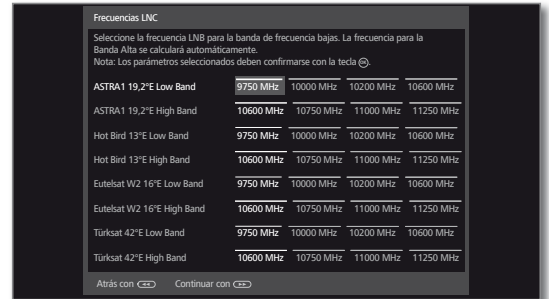 Frecuencias LNC
Seleccione la frecuencia LNB para la banda de frecuencia bajas. La frecuencia para la
Banda Alta se calculará automáticamente.
Nota: Los parámetros seleccionados deben confirmarse con la tecla OK.
ASTRA1 19,2°E Low Band 9750 MHz 10000 MHz 10200 MHz 10600 MHz
ASTRA1 19,2°E High Band 10600 MHz 10750 MHz 11000 MHz 11250 MHz
Hot Bird 13°E Low Band 9750 MHz 10000 MHz 10200 MHz 10600 MHz
Hot Bird 13°E High Band 10600 MHz 10750 MHz 11000 MHz 11250 MHz
Eutelsat W2 16°E Low Band 9750 MHz 10000 MHz 10200 MHz 10600 MHz
Eutelsat W2 16°E High Band 10600 MHz 10750 MHz 11000 MHz 11250 MHz
Türksat 42°E Low Band 9750 MHz 10000 MHz 10200 MHz 10600 MHz
Türksat 42°E High Band 10600 MHz 10750 MHz 11000 MHz 11250 MHz
Atrás con Continuar con